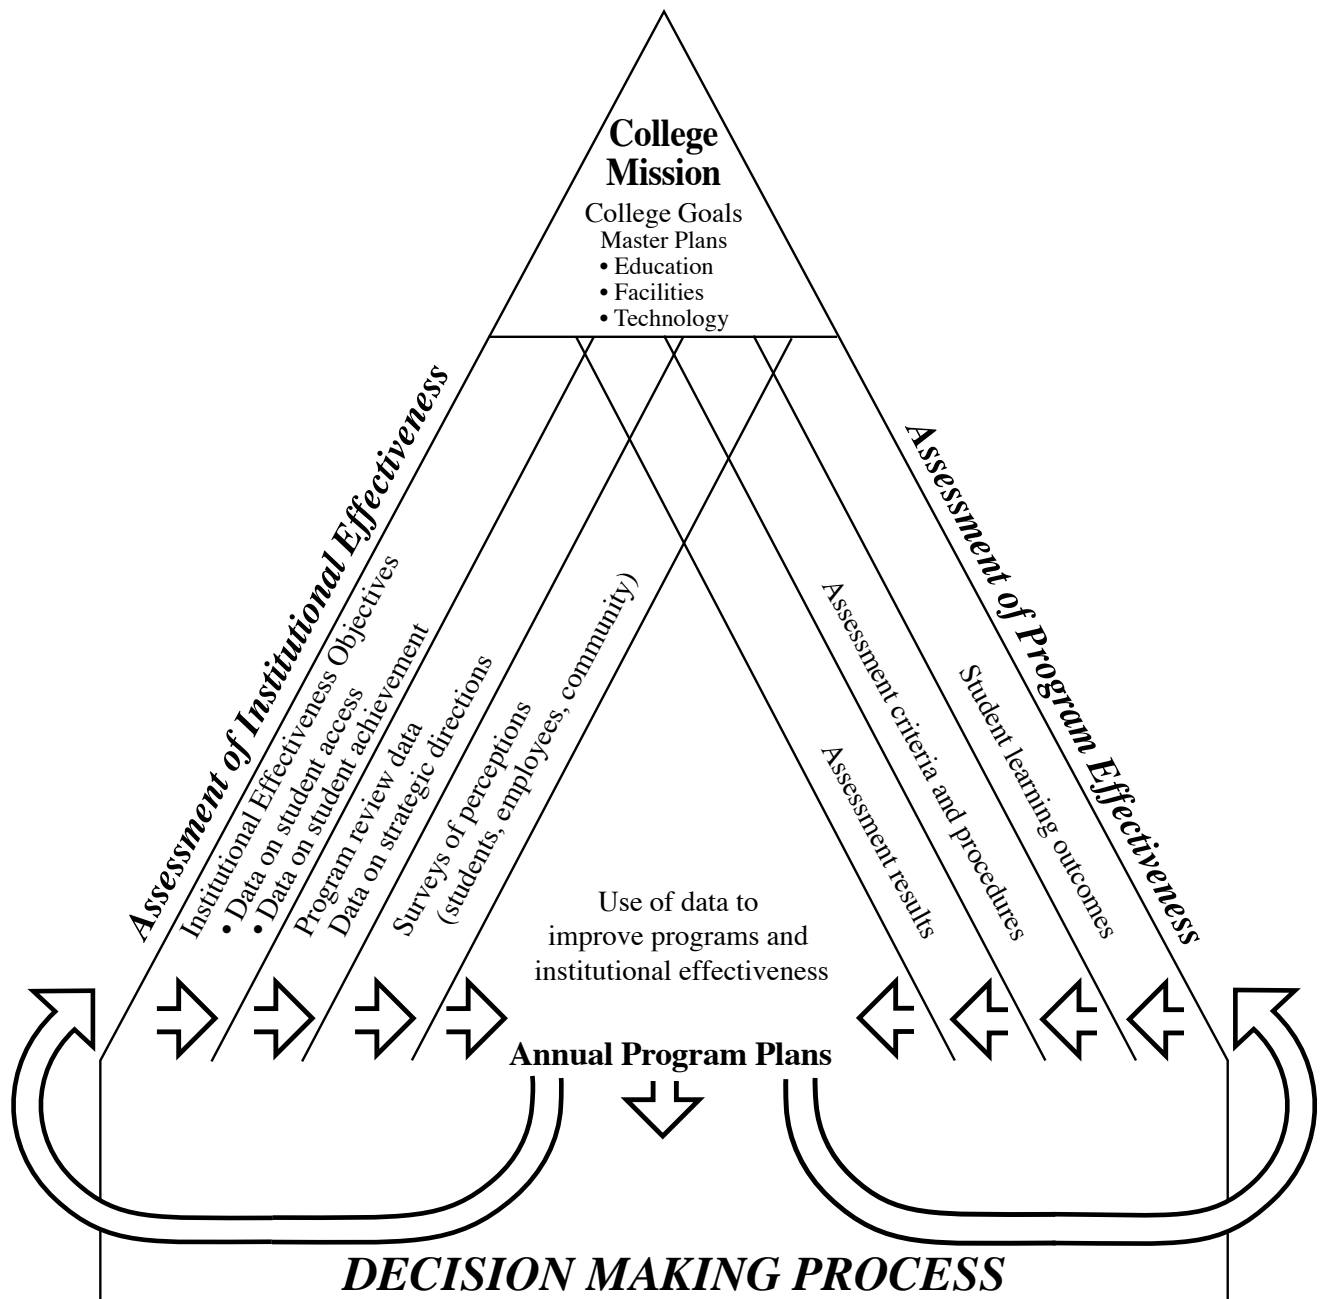 College
Mission
College Goals
Master Plans
• Education
• Facilities
• Technology
Assessment of Institutional Effectiveness
Institutional Effectiveness Objectives
• Data on student access
• Data on student achievement
Program review data
Data on strategic directions
Surveys of perceptions
(students, employees, community)
Use of data to
improve programs and
institutional effectiveness
Assessment results
Assessment criteria and procedures
Student learning outcomes
Assessment of Program Effectiveness
Annual Program Plans
DECISION MAKING PROCESS